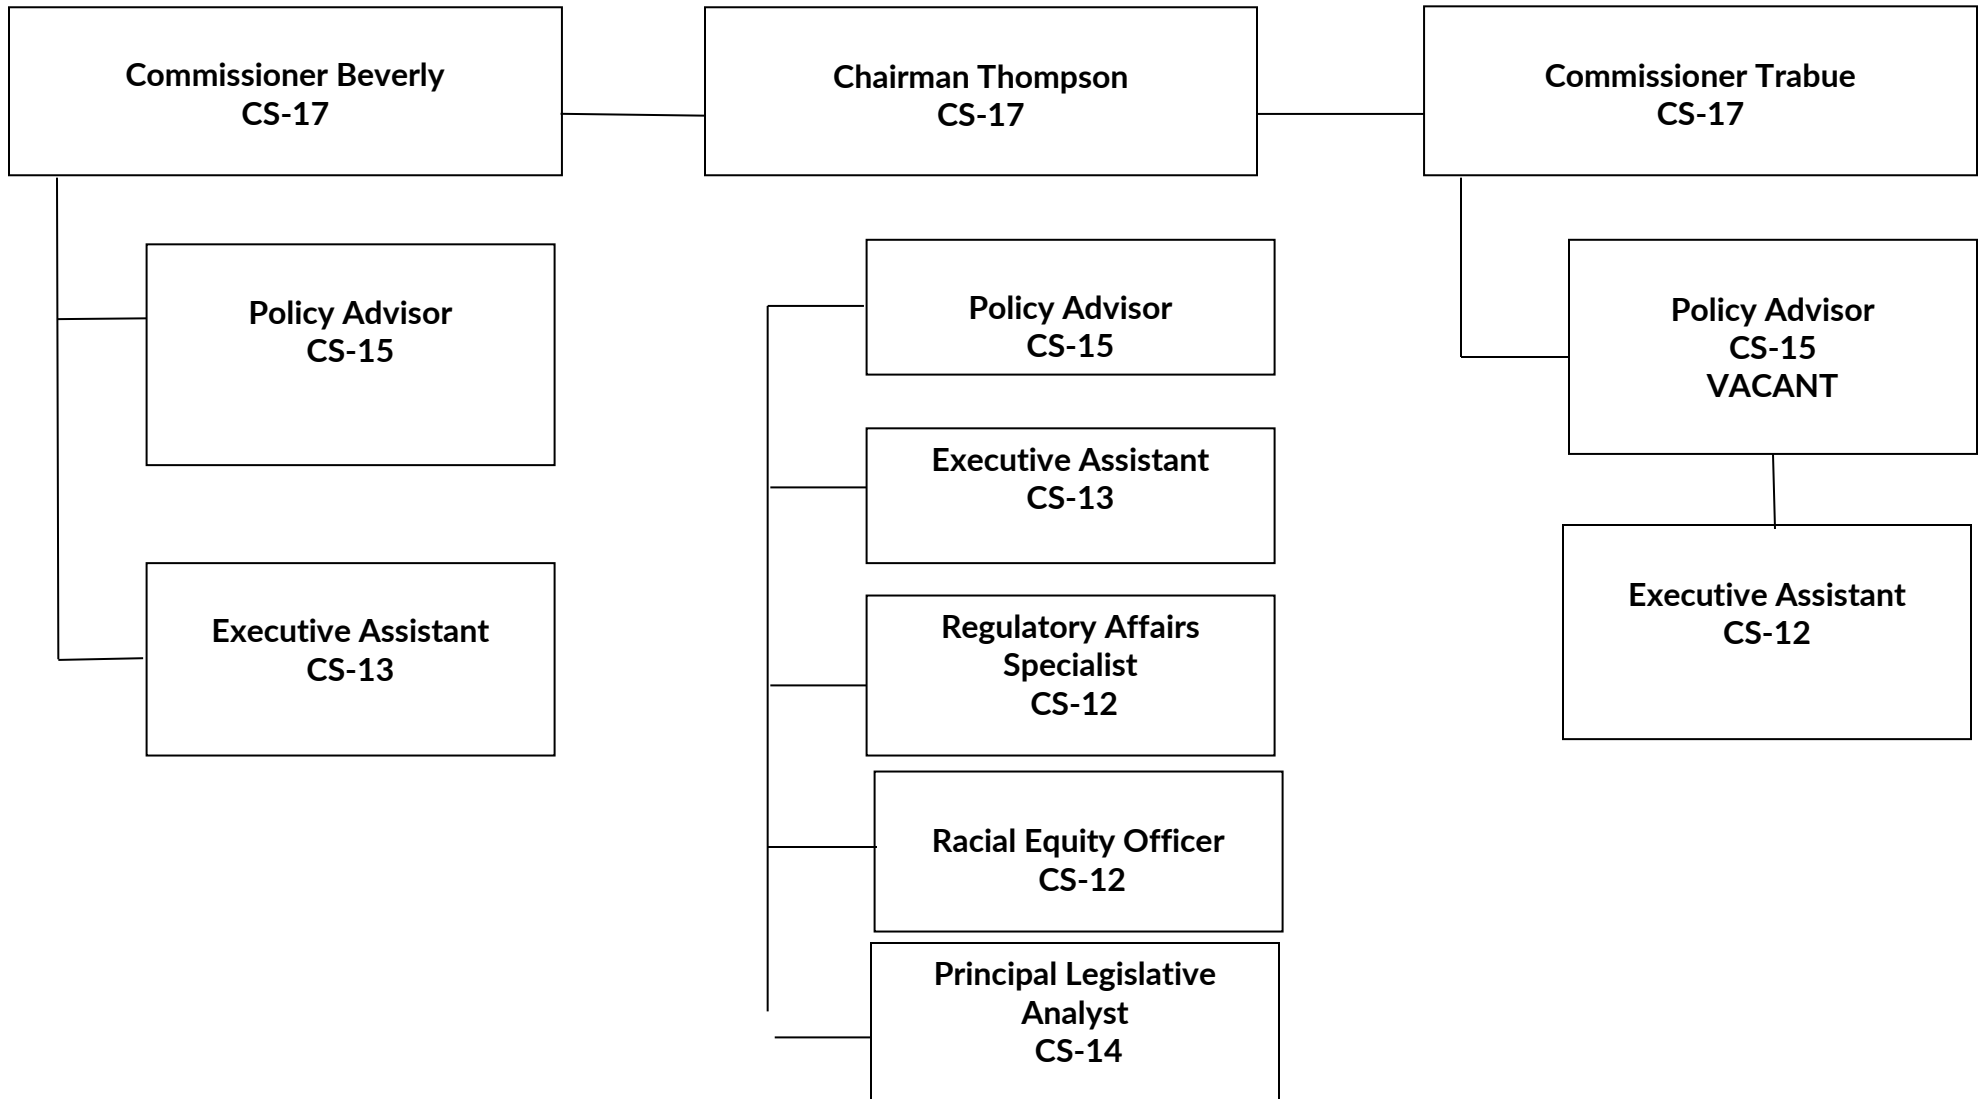 Commissioner Beverly
CS-17
Chairman Thompson
CS-17
Commissioner Trabue
CS-17
Policy Advisor
CS-15
Executive Assistant
CS-13
Policy Advisor
CS-15
Executive Assistant
CS-13
Regulatory Affairs
Specialist
CS-12
Racial Equity Officer
CS-12
Principal Legislative
Analyst
CS-14
Policy Advisor
CS-15
VACANT
Executive Assistant
CS-12